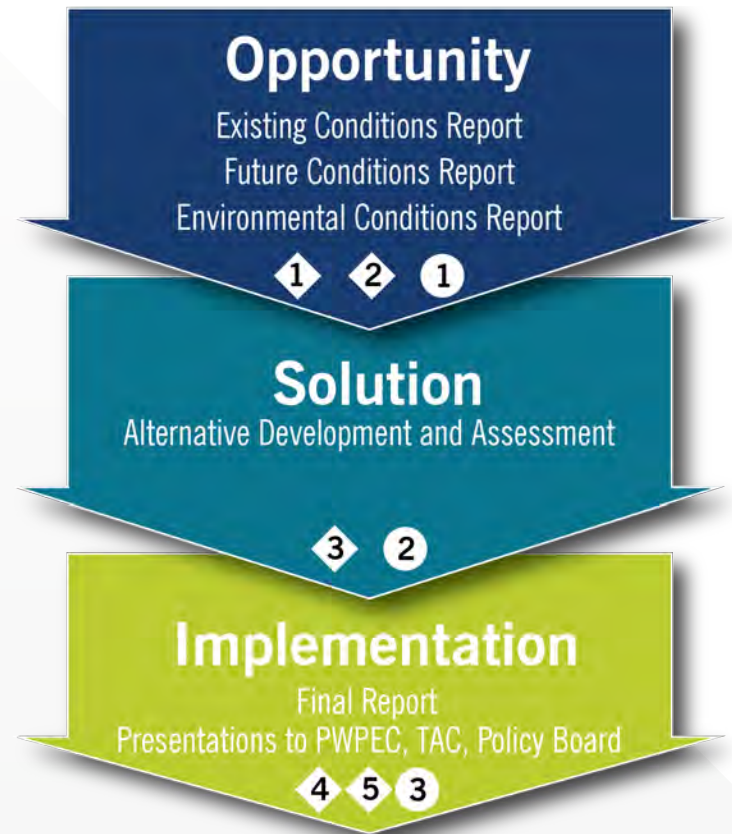 Opportunity
Existing Conditions Report
Future Conditions Report
Environmental Conditions Report
1 2 1
Solution
Alternative Development and Assessment
3 2
Implementation
Final Report
Presentations to PWPEC, TAC, Policy Board
4 5 3